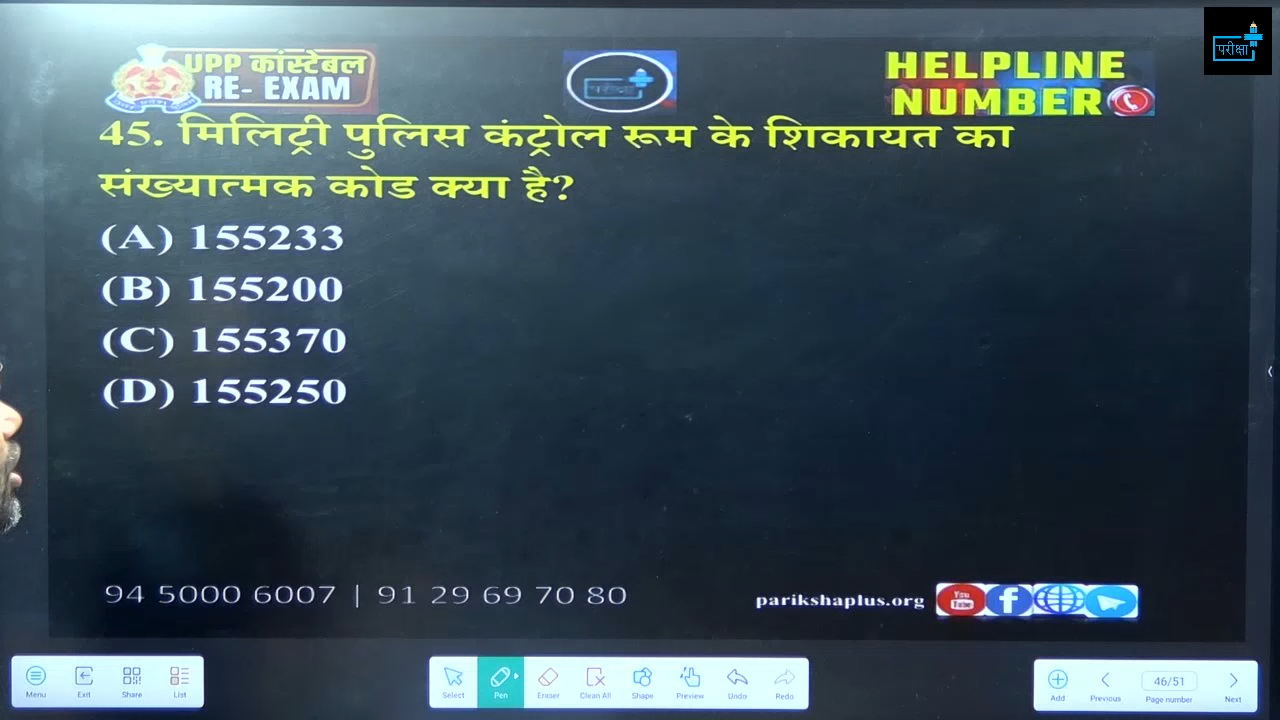 परीक्षा
UPP कांस्टेबल
RE- EXAM
HELPLINE
NUMBER
45. मिलिट्री पुलिस कंट्रोल रूम के शिकायत का
संख्यात्मक कोड क्या है?
(A) 155233
(B) 155200
(C) 155370
(D) 155250
94 5000 6007 | 91 29 69 70 80
parikshaplus.org
You
Tube
Menu
Exit
Share
List
Select
Pen
Eraser
Clean All
Shape
Preview
Undo
Redo
Add
Previous
46/51
Page number
Next